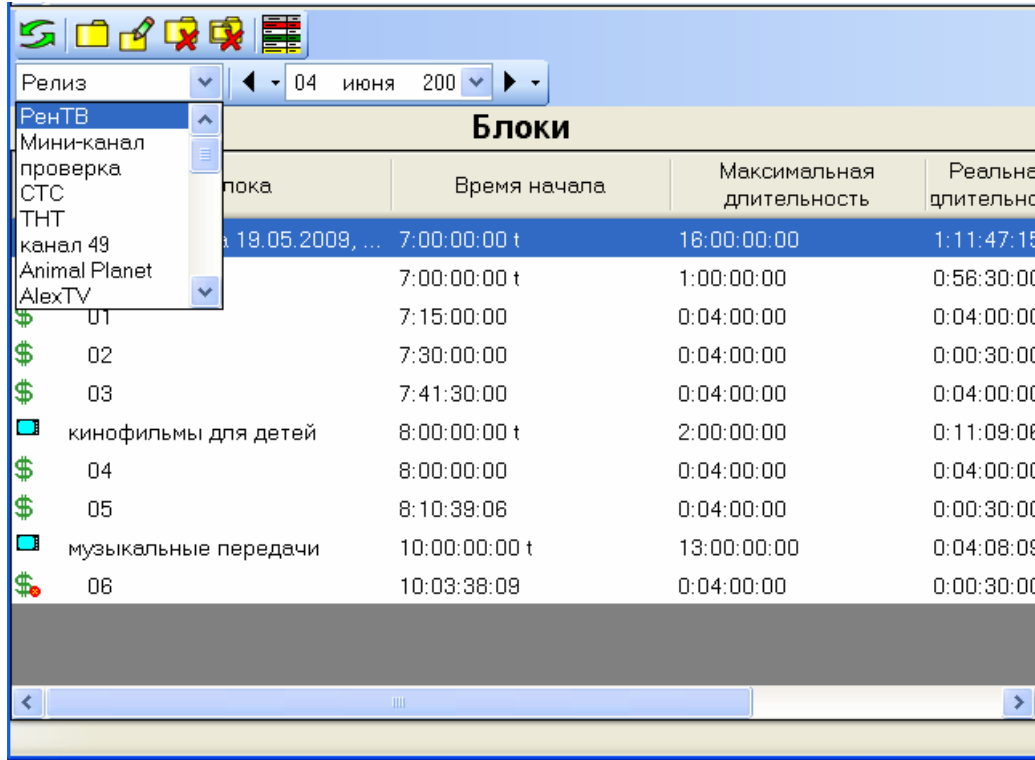 Релиз 04 июня 200
РенТВ
Мини-канал
проверка
СТС
ТНТ
канал 49
Animal Planet
AlexTV
Блоки
Время начала Максимальная длительность
19.05.2009, ... 7:00:00:00 t 16:00:00:00 1:11:47:15
7:00:00:00 t 1:00:00:00 0:56:30:00
01 7:15:00:00 0:04:00:00 0:04:00:00
02 7:30:00:00 0:04:00:00 0:00:30:00
03 7:41:30:00 0:04:00:00 0:04:00:00
кинофильмы для детей 8:00:00:00 t 2:00:00:00 0:11:09:06
04 8:00:00:00 0:04:00:00 0:04:00:00
05 8:10:39:06 0:04:00:00 0:00:30:00
музыкальные передачи 10:00:00:00 t 13:00:00:00 0:04:08:09
06 10:03:38:09 0:04:00:00 0:00:30:00